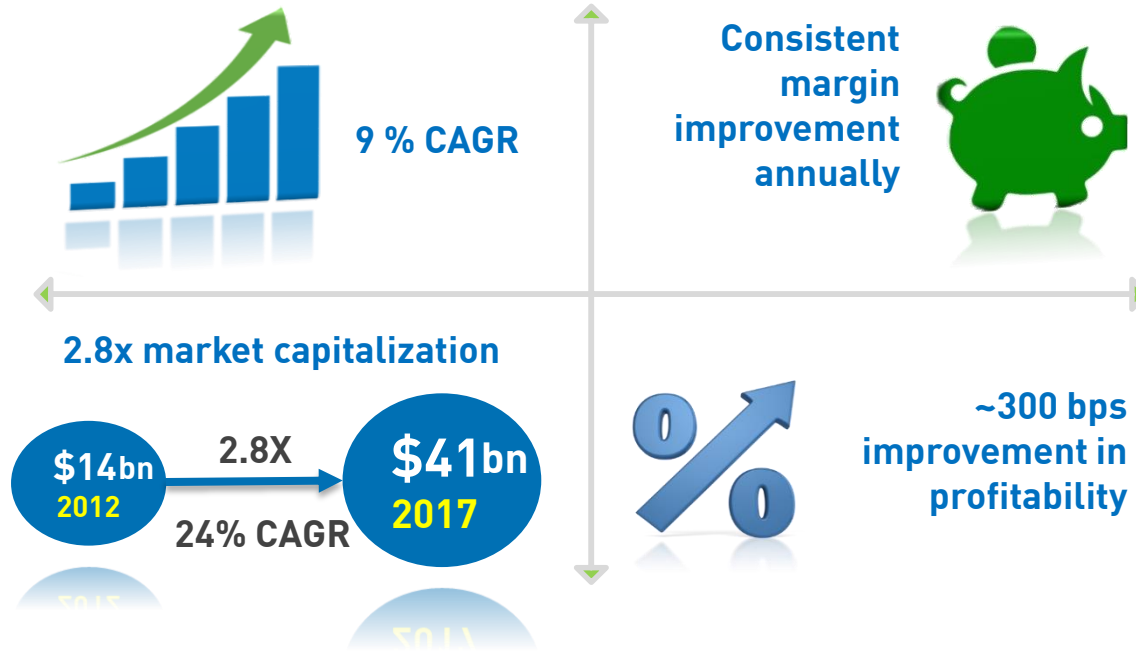 9 % CAGR
Consistent
margin
improvement
annually
2.8x market capitalization
$14bn
2012
2.8X
24% CAGR
$41bn
2017
~300 bps
improvement in
profitability